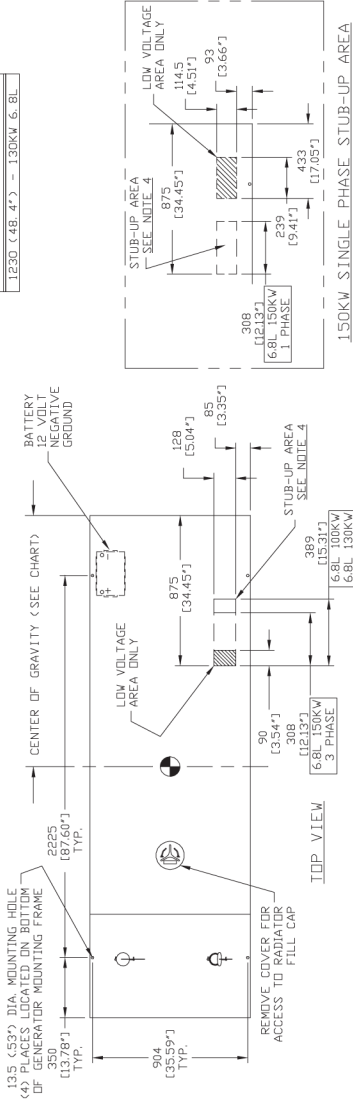 1230 (48.4") - 130KW 6.8L
13.5 (.53") DIA. MOUNTING HOLE
(4) PLACES LOCATED ON BOTTOM
OF GENERATOR MOUNTING FRAME
350
[13.78"]
TYP.
2225
[87.60"]
TYP.
CENTER OF GRAVITY (SEE CHART)
BATTERY
12 VOLT
NEGATIVE
GROUND
904
[35.59"]
TYP.
REMOVE COVER FOR
ACCESS TO RADIATOR
FILL CAP
LOW VOLTAGE
AREA ONLY
875
[34.45"]
128
[5.04"]
85
[3.35"]
STUB-UP AREA
SEE NOTE 4
90
[3.54"]
308
[12.13"]
6.8L 150KW
3 PHASE
389
[15.31"]
6.8L 100KW
6.8L 130KW
TOP VIEW
STUB-UP AREA
SEE NOTE 4
875
[34.45"]
LOW VOLTAGE
AREA ONLY
114.5
[4.51"]
93
[3.66"]
308
[12.13"]
6.8L 150KW
1 PHASE
239
[9.41"]
433
[17.05"]
150KW SINGLE PHASE STUB-UP AREA